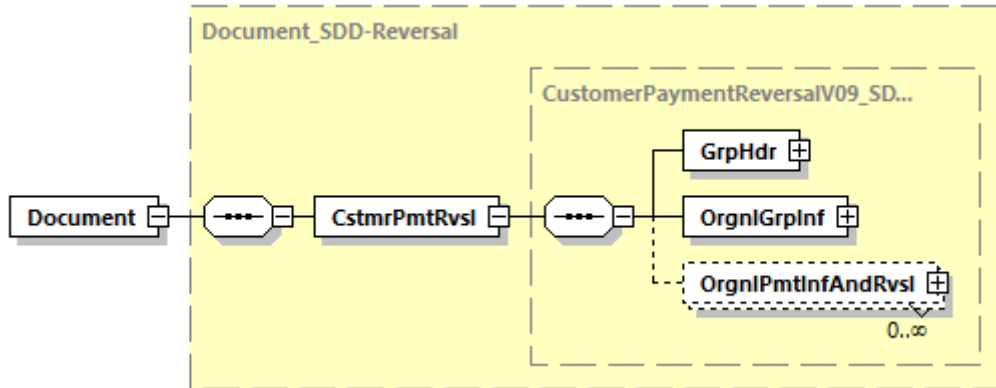 Document_SDD-Reversal
CustomerPaymentReversalV09_SD...
GrpHdr
Document
CstmrPmtRvsl
OrgnlGrpInf
OrgnlPmtInfAndRvsl
0..∞